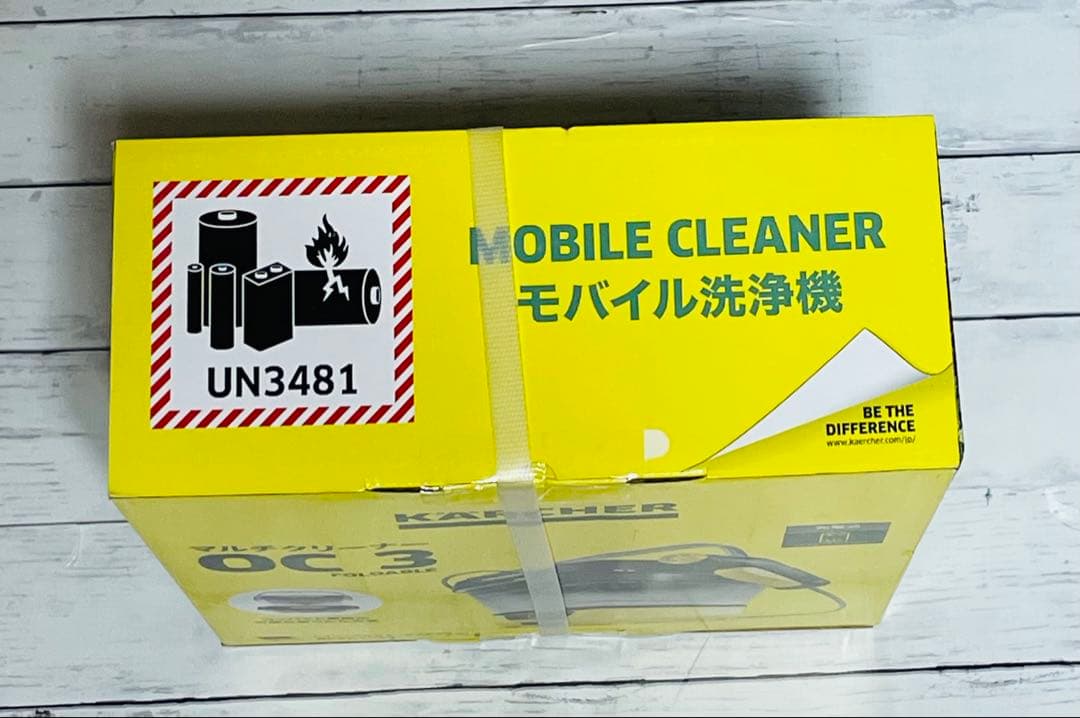 UN3481
MOBILE CLEANER
モバイル洗浄機
BE THE
DIFFERENCE
www.kaercher.com/jp/
KARCHER
マルチクリーナー
OC 3
FOLDABLE